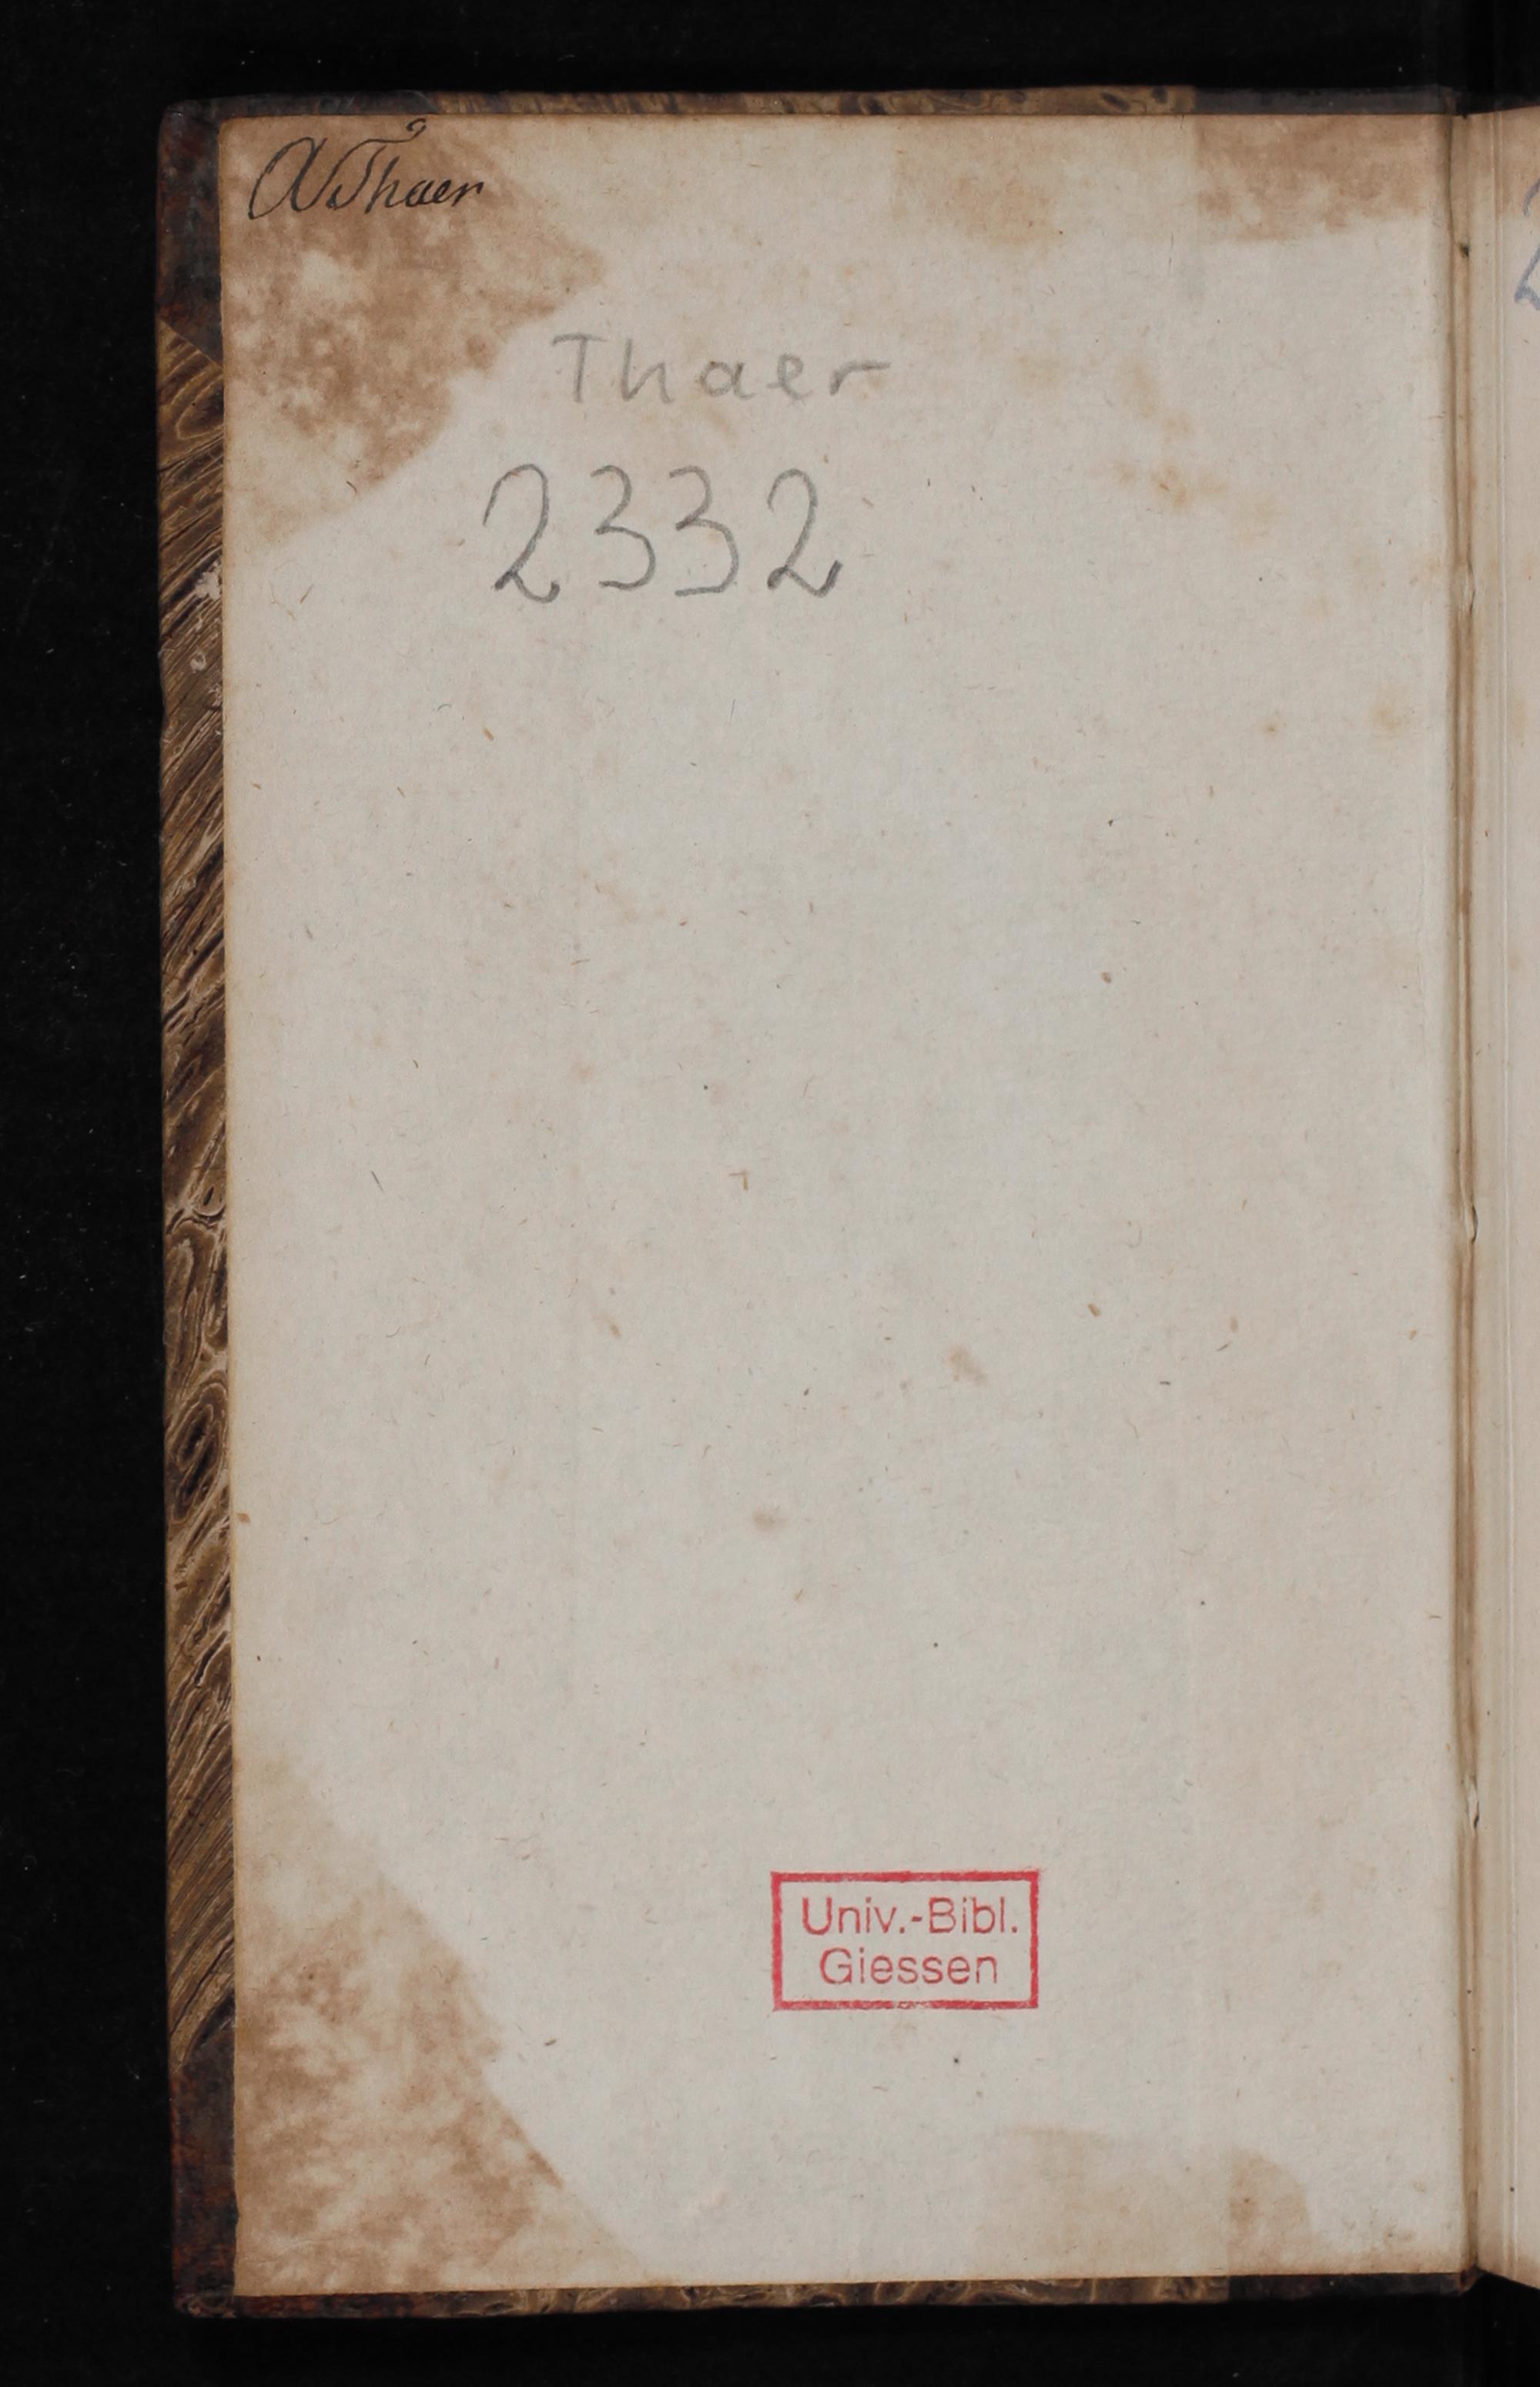 AThaer
Thaer
2332
Univ.-Bibl.
Giessen